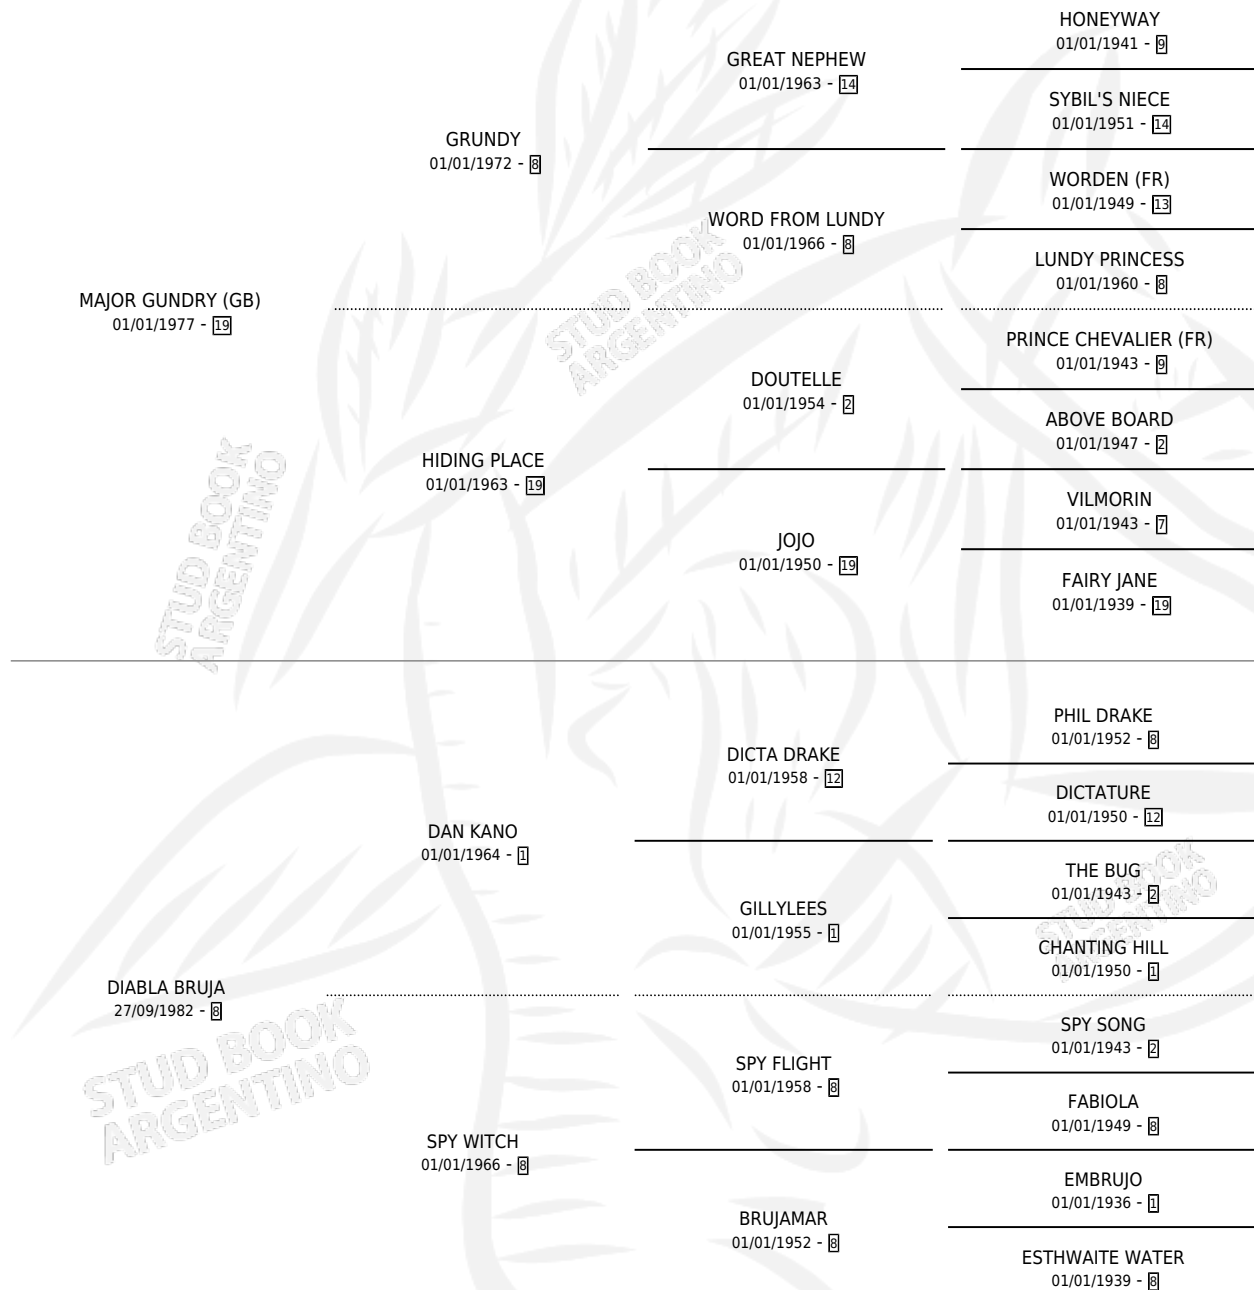 HONEYWAY
01/01/1941 - 9
GREAT NEPHEW
01/01/1963 - 14
SYBIL'S NIECE
01/01/1951 - 14
GRUNDY
01/01/1972 - 8
WORDEN (FR)
01/01/1949 - 13
WORD FROM LUNDY
01/01/1966 - 8
LUNDY PRINCESS
01/01/1960 - 8
MAJOR GUNDRY (GB)
01/01/1977 - 19
STUD BOOK
ARGENTINO
PRINCE CHEVALIER (FR)
01/01/1943 - 9
DOUTELLE
01/01/1954 - 2
ABOVE BOARD
01/01/1947 - 2
HIDING PLACE
01/01/1963 - 19
VILMORIN
01/01/1943 - 7
JOJO
01/01/1950 - 19
FAIRY JANE
01/01/1939 - 19
STUD BOOK
ARGENTINO
PHIL DRAKE
01/01/1952 - 8
DICTA DRAKE
01/01/1958 - 12
DICTATURE
01/01/1950 - 12
DAN KANO
01/01/1964 - 1
THE BUG
01/01/1943 - 2
GILLYLEES
01/01/1955 - 1
CHANTING HILL
01/01/1950 - 1
STUD BOOK
ARGENTINO
DIABLA BRUJA
27/09/1982 - 8
STUD BOOK
ARGENTINO
SPY SONG
01/01/1943 - 2
SPY FLIGHT
01/01/1958 - 8
FABIOLA
01/01/1949 - 8
SPY WITCH
01/01/1966 - 8
EMBRUJO
01/01/1936 - 1
BRUJAMAR
01/01/1952 - 8
ESTHWAITE WATER
01/01/1939 - 8